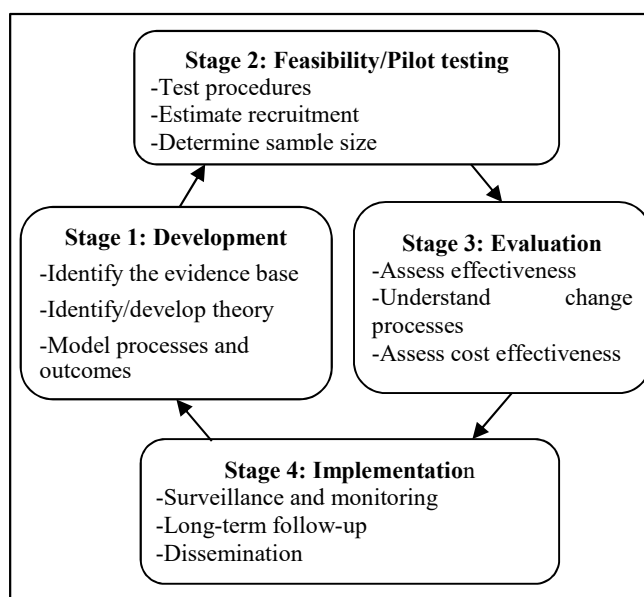 Stage 2: Feasibility/Pilot testing
-Test procedures
-Estimate recruitment
-Determine sample size
Stage 1: Development
-Identify the evidence base
-Identify/develop theory
-Model processes and
outcomes
Stage 3: Evaluation
-Assess effectiveness
-Understand change
processes
-Assess cost effectiveness
Stage 4: Implementation
-Surveillance and monitoring
-Long-term follow-up
-Dissemination